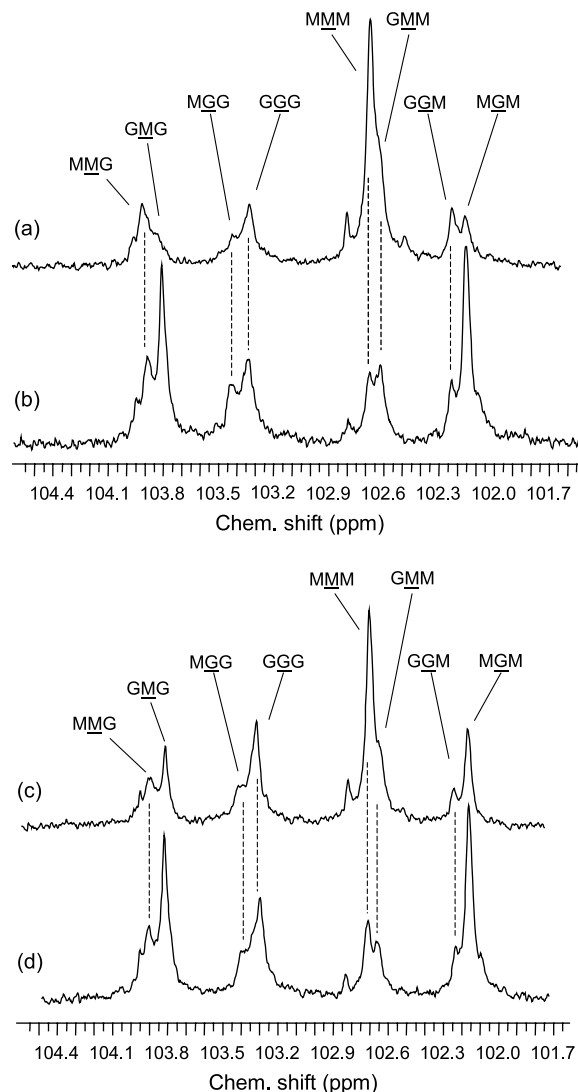 MMM GMM
MGG GGG GGM MGM
GMG
MMG
(a)
(b)
104.4 104.1 103.8 103.5 103.2 102.9 102.6 102.3 102.0 101.7
Chem. shift (ppm)
MMM GMM
MGG GGG GGM MGM
GMG
MMG
(c)
(d)
104.4 104.1 103.8 103.5 103.2 102.9 102.6 102.3 102.0 101.7
Chem. shift (ppm)